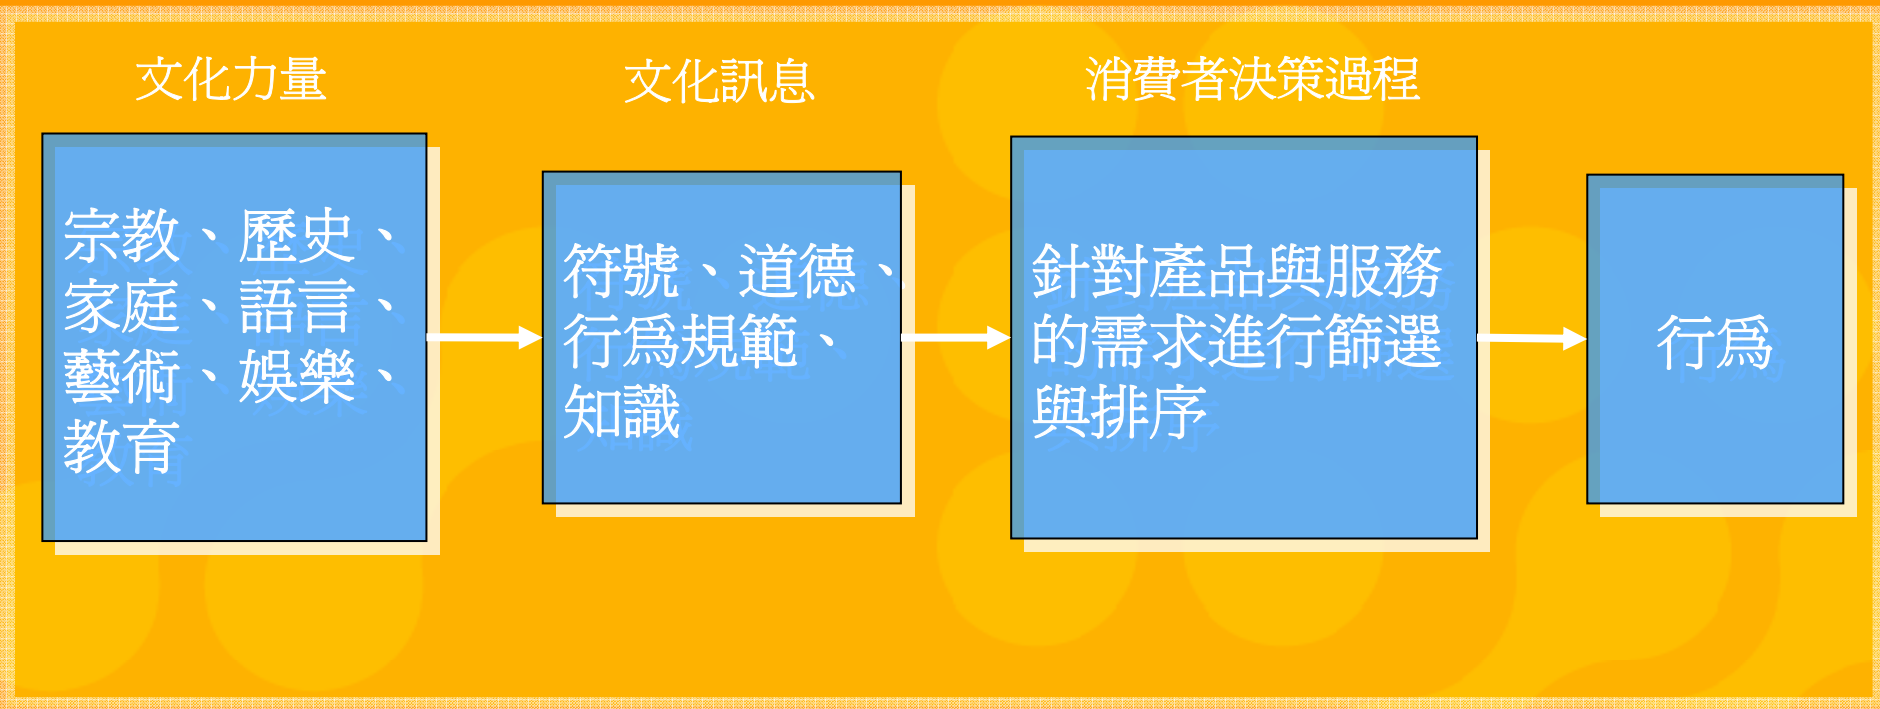 文化力量
文化訊息
消費者決策過程
宗教、歷史、
家庭、語言、
藝術、娛樂、
教育
符號、道德、
行為規範、
知識
針對產品與服務
的需求進行篩選
與排序
行為